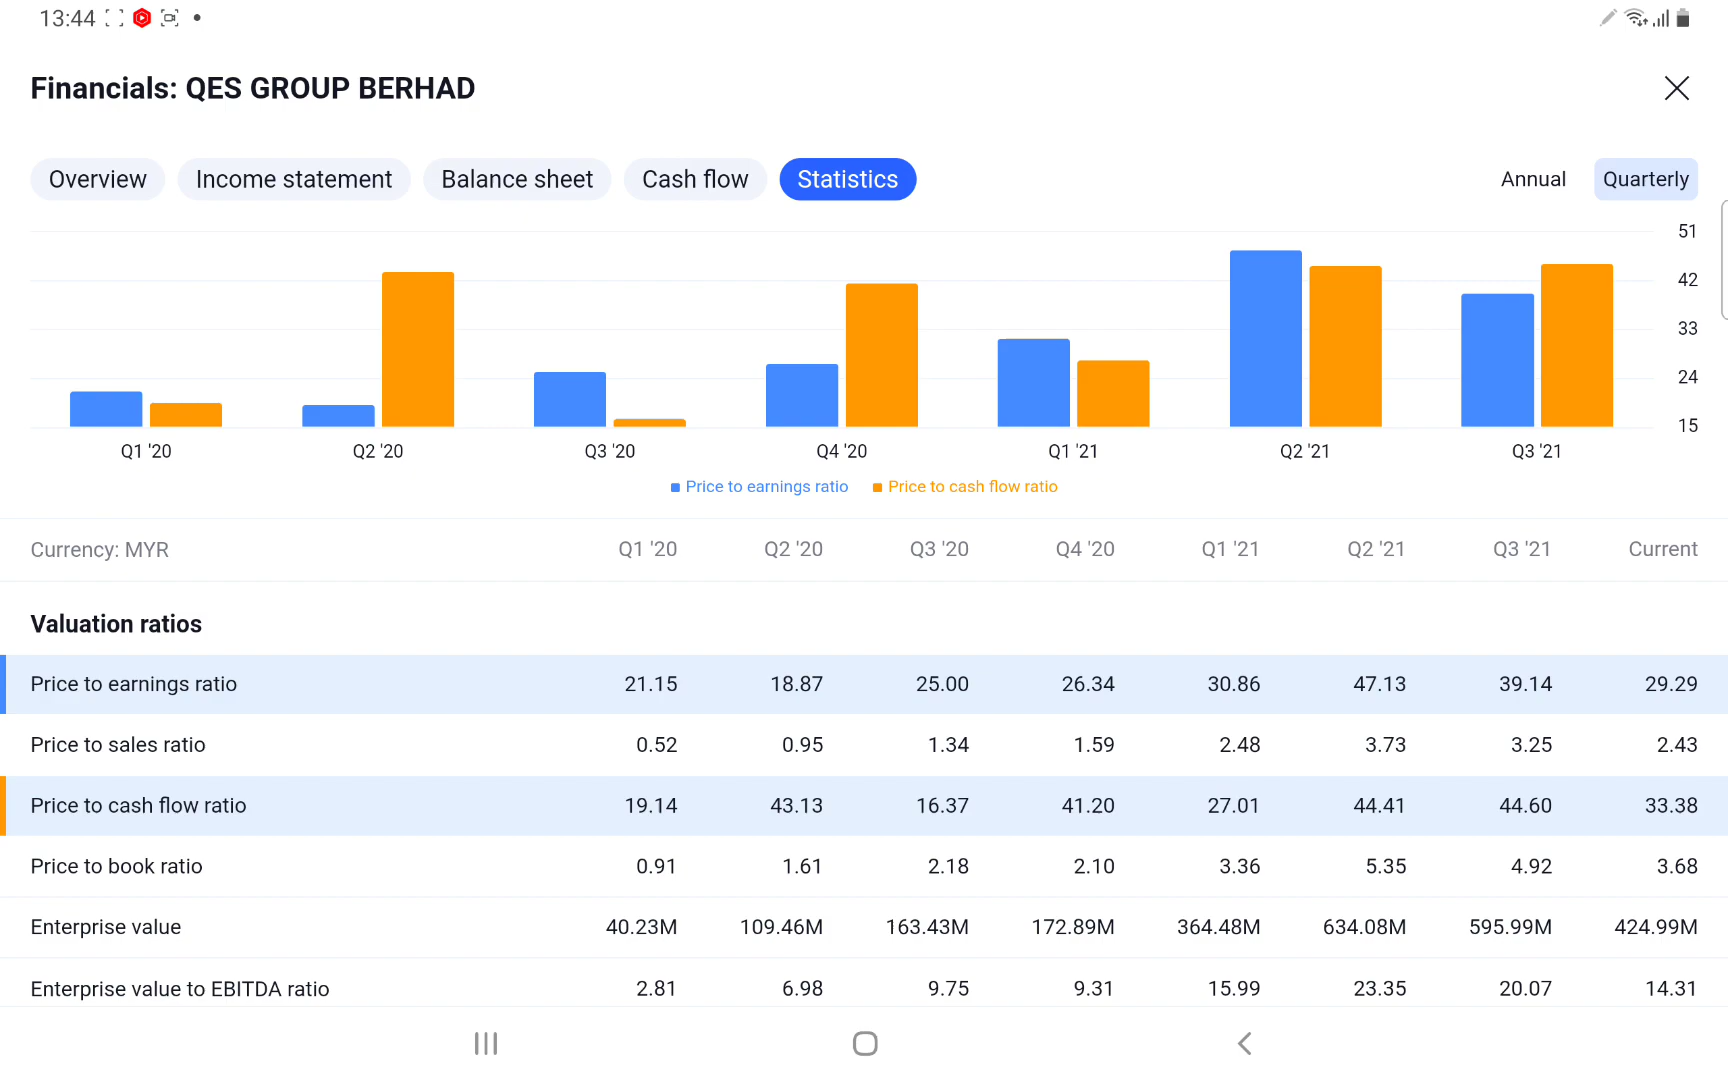 13:44
Financials: QES GROUP BERHAD
Overview Income statement Balance sheet Cash flow Statistics Annual Quarterly
51
42
33
24
15
Q1 '20 Q2 '20 Q3 '20 Q4 '20 Q1 '21 Q2 '21 Q3 '21
Price to earnings ratio Price to cash flow ratio
Currency: MYR Q1 '20 Q2 '20 Q3 '20 Q4 '20 Q1 '21 Q2 '21 Q3 '21 Current
Valuation ratios
Price to earnings ratio 21.15 18.87 25.00 26.34 30.86 47.13 39.14 29.29
Price to sales ratio 0.52 0.95 1.34 1.59 2.48 3.73 3.25 2.43
Price to cash flow ratio 19.14 43.13 16.37 41.20 27.01 44.41 44.60 33.38
Price to book ratio 0.91 1.61 2.18 2.10 3.36 5.35 4.92 3.68
Enterprise value 40.23M 109.46M 163.43M 172.89M 364.48M 634.08M 595.99M 424.99M
Enterprise value to EBITDA ratio 2.81 6.98 9.75 9.31 15.99 23.35 20.07 14.31